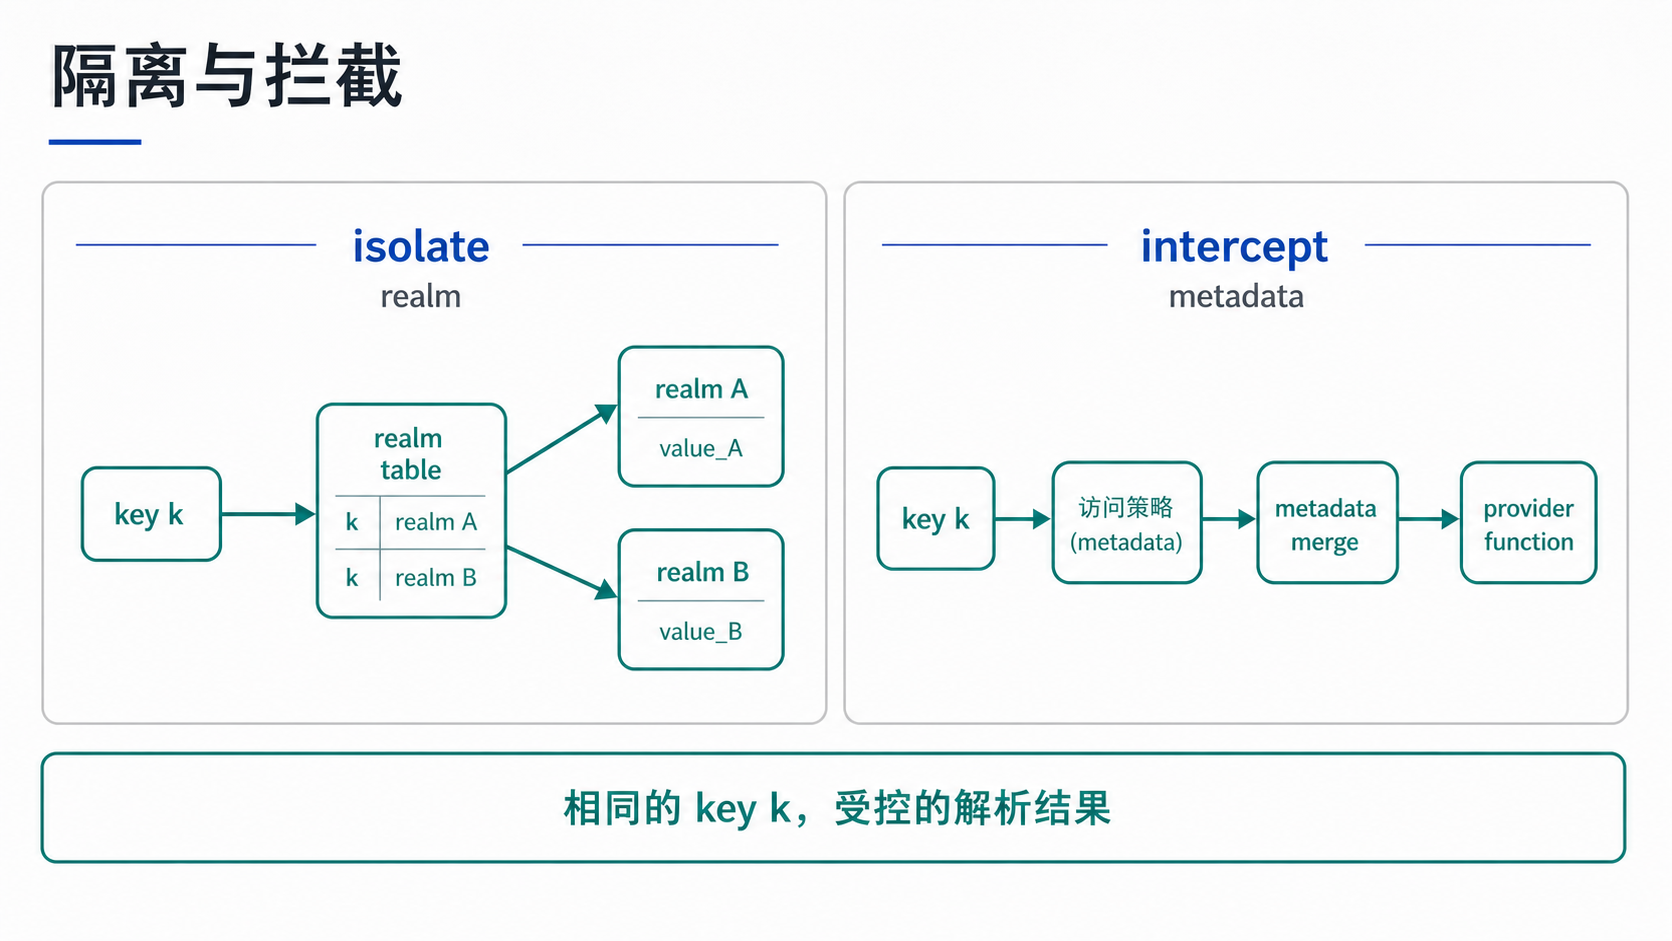 隔离与拦截
isolate
realm
key k
realm
table
k realm A
k realm B
realm A
value_A
realm B
value_B
intercept
metadata
key k
访问策略
(metadata)
metadata
merge
provider
function
相同的 key k，受控的解析结果